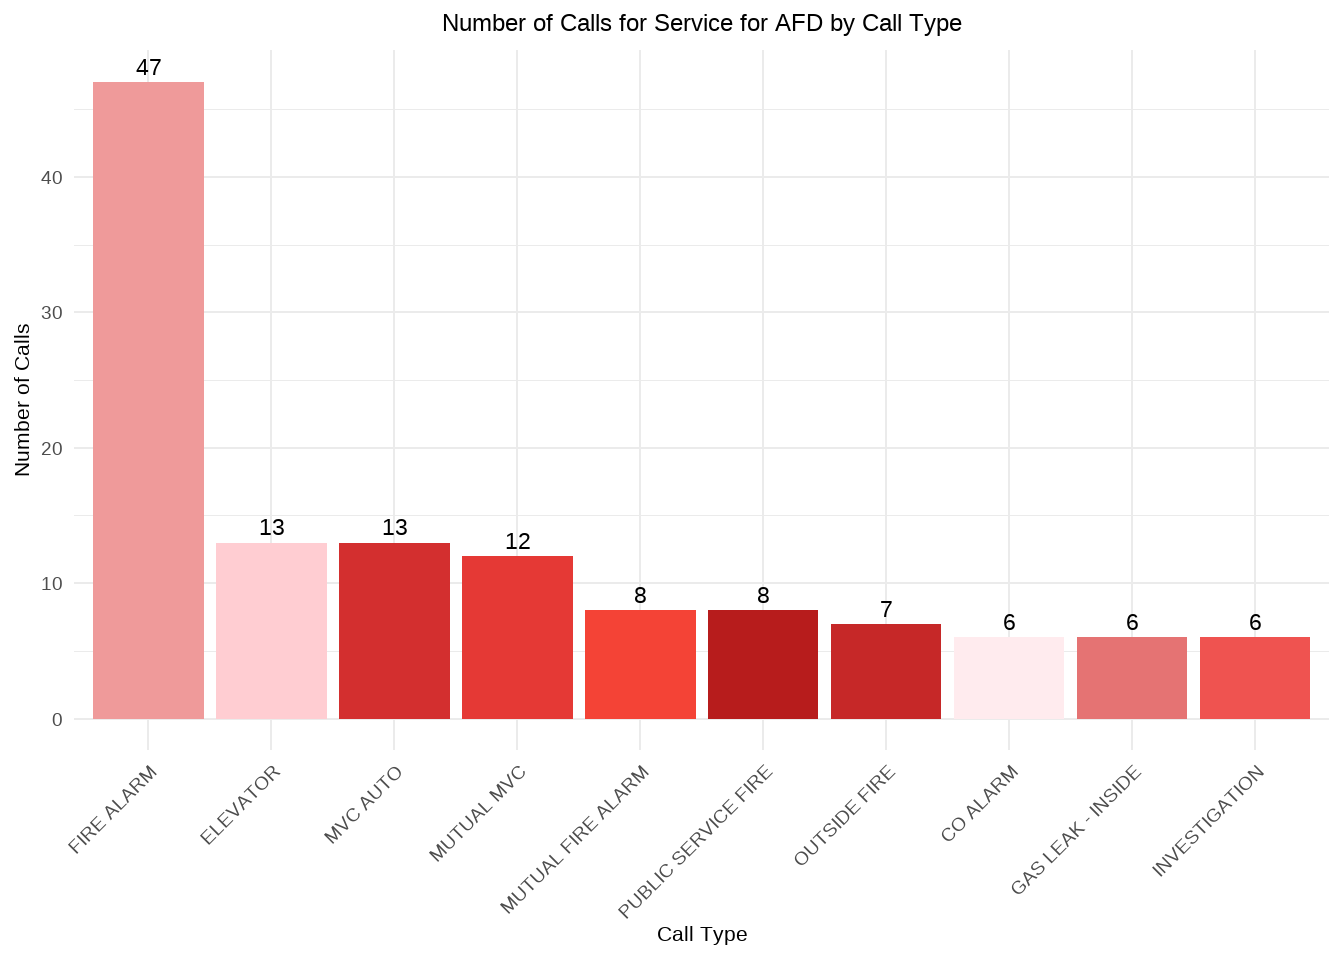 Number of Calls for Service for AFD by Call Type
Number of Calls
40
30
20
10
0
47
13
13
12
8
8
7
6
6
6
FIRE ALARM
ELEVATOR
MVC AUTO
MUTUAL MVC
MUTUAL FIRE ALARM
PUBLIC SERVICE FIRE
OUTSIDE FIRE
CO ALARM
GAS LEAK - INSIDE
INVESTIGATION
Call Type